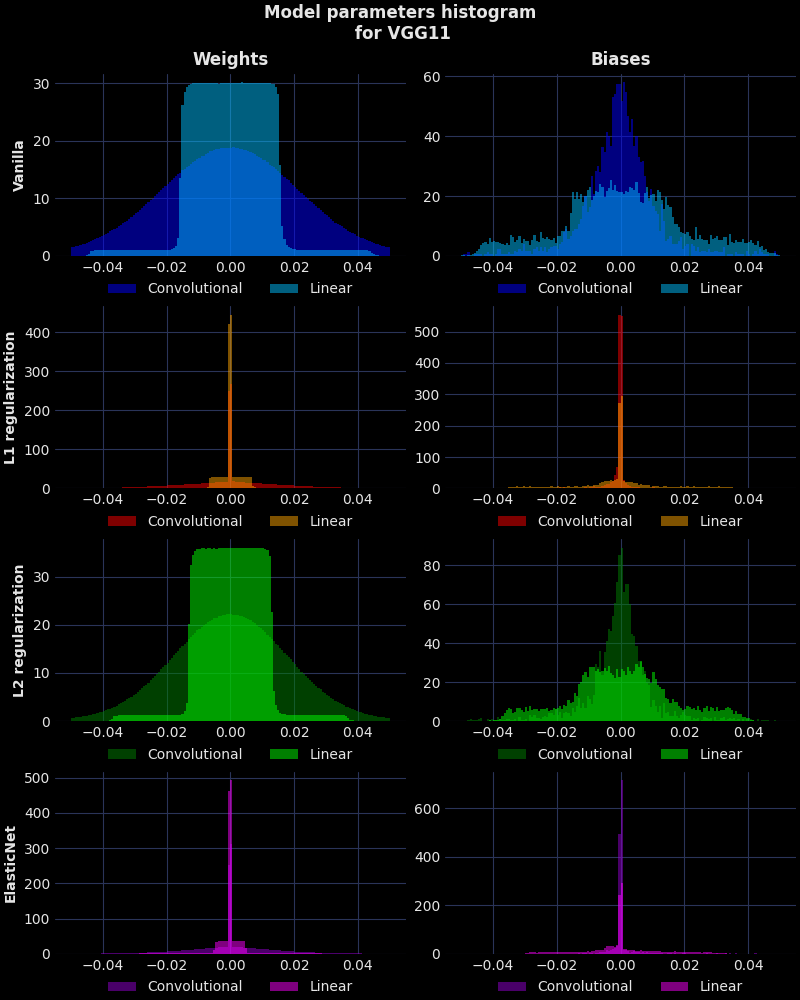 Model parameters histogram
for VGG11
Weights
Biases
Vanilla
30
20
10
0
−0.04 −0.02 0.00 0.02 0.04
Convolutional Linear
60
40
20
0
−0.04 −0.02 0.00 0.02 0.04
Convolutional Linear
L1 regularization
400
300
200
100
0
−0.04 −0.02 0.00 0.02 0.04
Convolutional Linear
500
400
300
200
100
0
−0.04 −0.02 0.00 0.02 0.04
Convolutional Linear
L2 regularization
30
20
10
0
−0.04 −0.02 0.00 0.02 0.04
Convolutional Linear
80
60
40
20
0
−0.04 −0.02 0.00 0.02 0.04
Convolutional Linear
ElasticNet
500
400
300
200
100
0
−0.04 −0.02 0.00 0.02 0.04
Convolutional Linear
600
400
200
0
−0.04 −0.02 0.00 0.02 0.04
Convolutional Linear